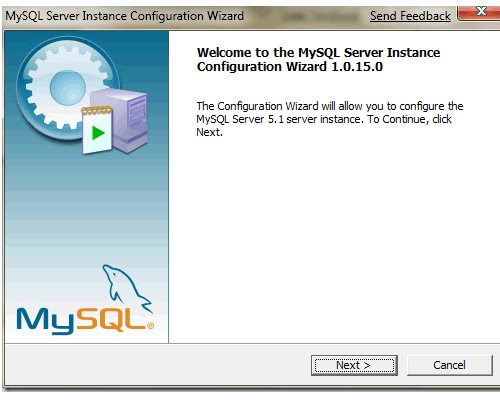 MySQL Server Instance Configuration Wizard
Send Feedback
Welcome to the MySQL Server Instance
Configuration Wizard 1.0.15.0
The Configuration Wizard will allow you to configure the
MySQL Server 5.1 server instance. To Continue, click
Next.
MySQL®
Next >
Cancel